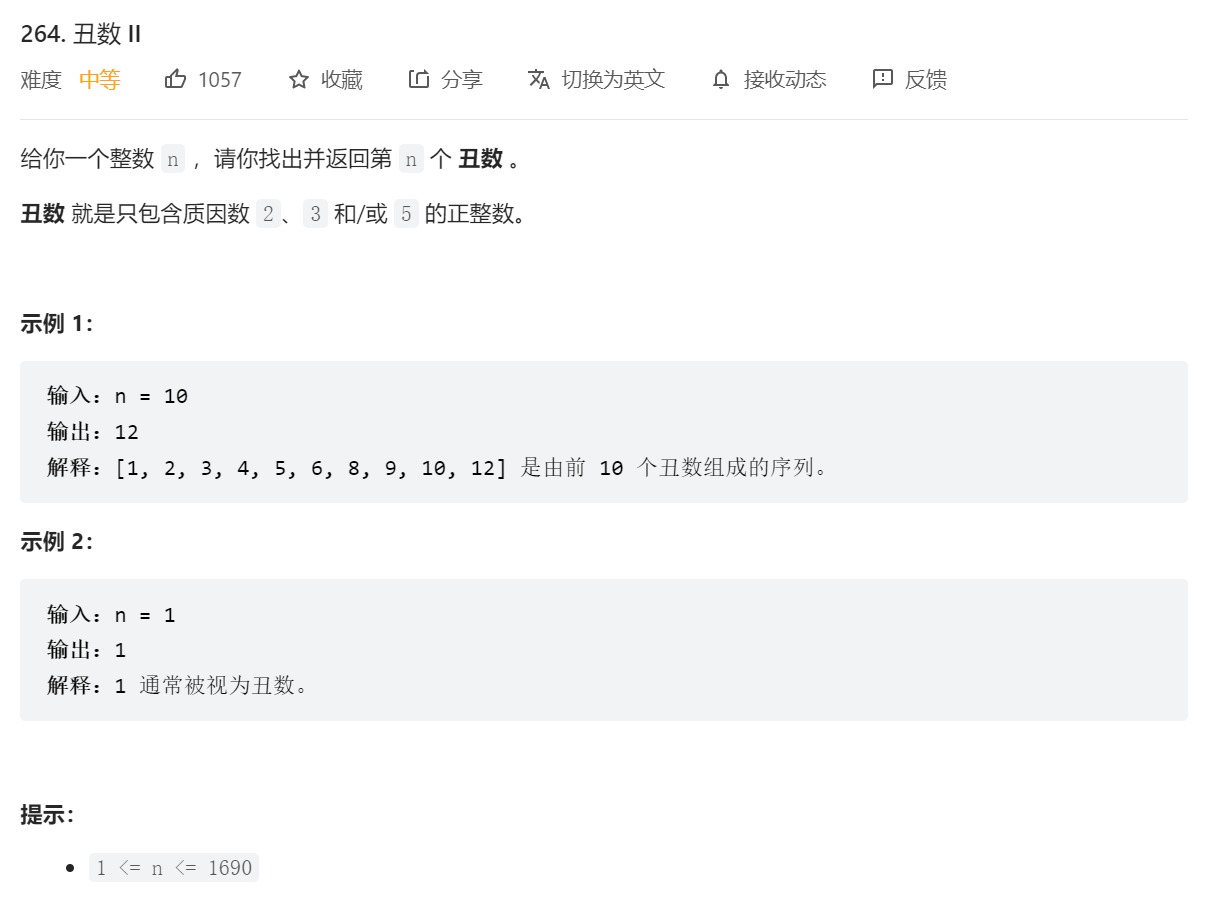 264. 丑数 II
难度 中等 1057 收藏 分享 切换为英文 接收动态 反馈
给你一个整数 n ，请你找出并返回第 n 个 丑数 。
丑数 就是只包含质因数 2、3 和/或 5 的正整数。
示例 1：
输入：n = 10
输出：12
解释：[1, 2, 3, 4, 5, 6, 8, 9, 10, 12] 是由前 10 个丑数组成的序列。
示例 2：
输入：n = 1
输出：1
解释：1 通常被视为丑数。
提示：
1 <= n <= 1690